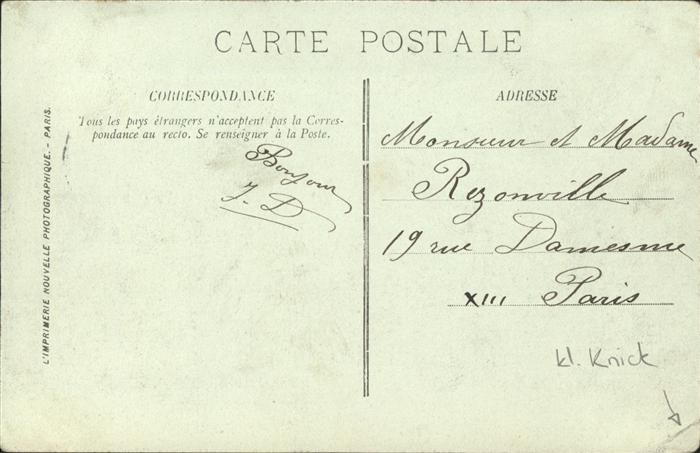 CARTE POSTALE
CORRESPONDANCE
Tous les pays étrangers n'acceptent pas la Corres-
pondance au recto. Se renseigner à la Poste.
Bonjour
J. D
L'IMPRIMERIE NOUVELLE PHOTOGRAPHIQUE. - PARIS.
ADRESSE
Monsieur et Madame
Rezonville
19 rue Damesme
XIII Paris
kl. Knick